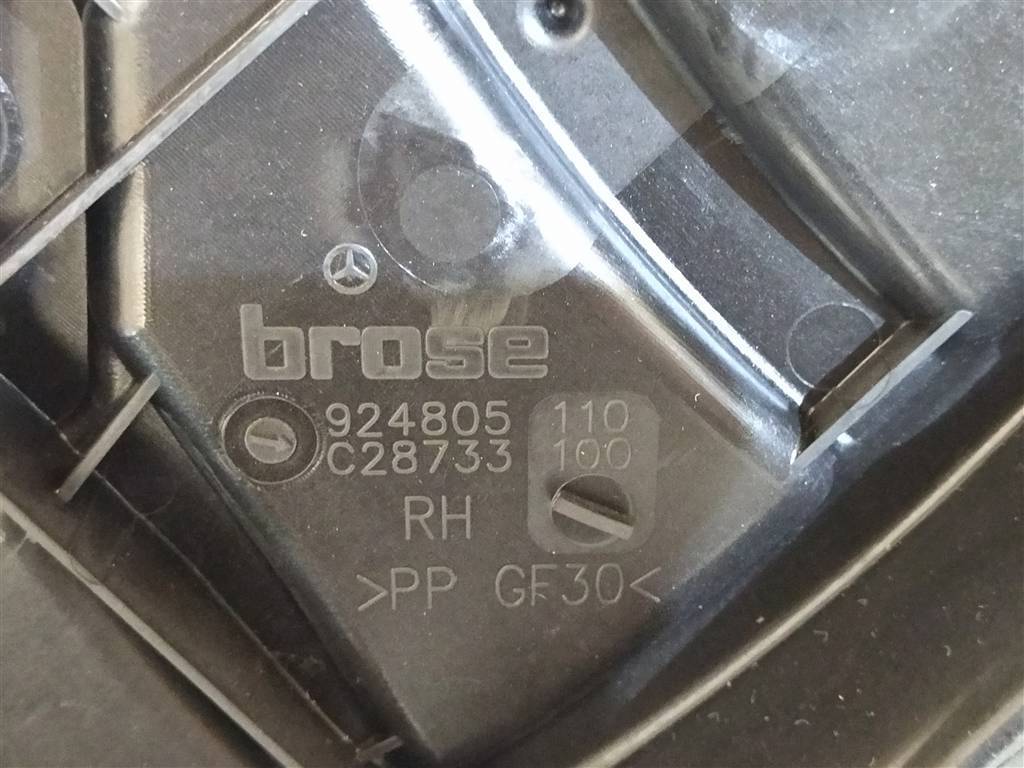 brose
924805 110
C28733 100
RH
>PP GF30<